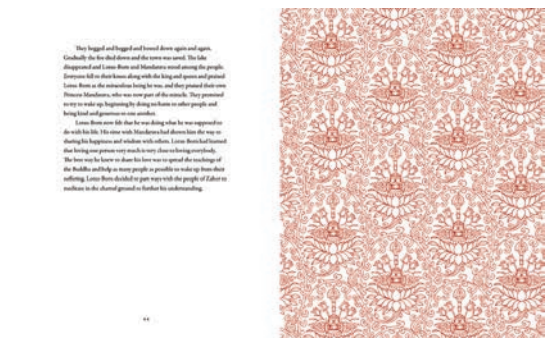 They begged and begged and bowed down again and again.
Gradually the fire died down and the town was saved. The lake
disappeared and Lotus-Born and Mandarava stood among the people.
Everyone fell to their knees along with the king and queen and praised
Lotus-Born as the miraculous being he was, and they praised their own
Princess Mandarava, who was now part of the miracle. They promised
to try to wake up, beginning by doing no harm to other people and
being kind and generous to one another.
Lotus-Born now felt that he was doing what he was supposed to
do with his life. His time with Mandarava had shown him the way to
sharing his happiness and wisdom with others. Lotus-Born had learned
that loving one person very much is very close to loving everybody.
The best way he knew to share his love was to spread the teachings of
the Buddha and help as many people as possible to wake up from their
suffering. Lotus-Born decided to part ways with the people of Zahor to
meditate in the charnel ground to further his understanding.